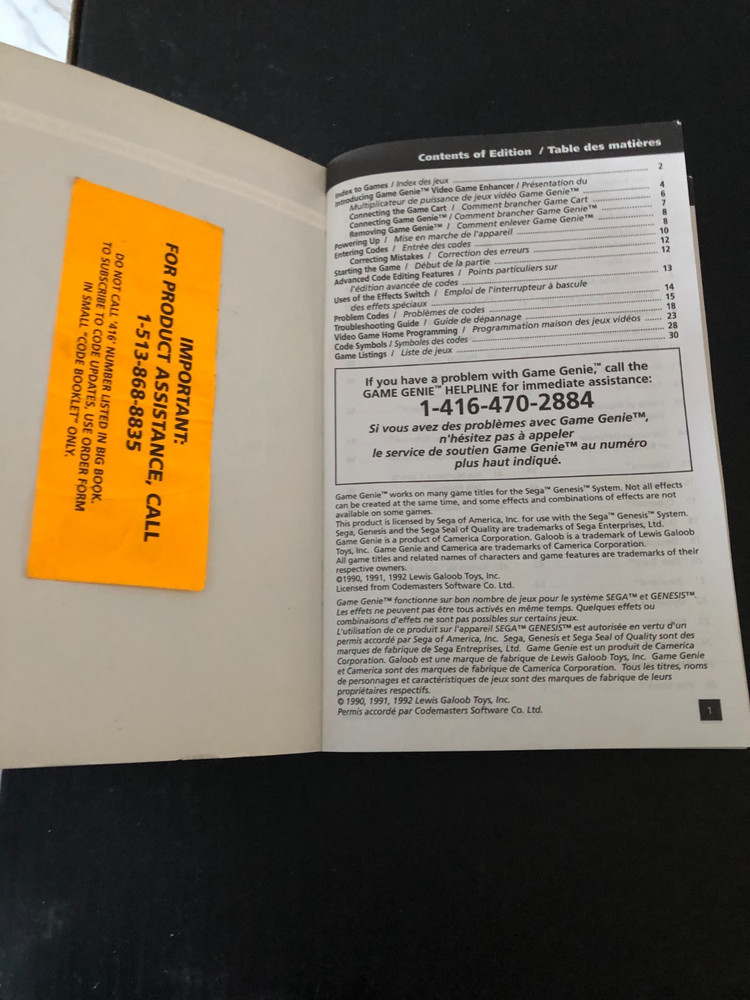 IMPORTANT:
FOR PRODUCT ASSISTANCE, CALL
1-513-868-8835
DO NOT CALL '416' NUMBER LISTED IN BIG BOOK.
TO SUBSCRIBE TO CODE UPDATES, USE ORDER FORM
IN SMALL "CODE BOOKLET" ONLY.
Contents of Edition / Table des matières
Index to Games / Index des jeux 2
Introducing Game Genie™ Video Game Enhancer / Présentation du
Multiplicateur de puissance de jeux vidéo Game Genie™ 4
Connecting the Game Cart / Comment brancher Game Cart 6
Connecting Game Genie™ / Comment brancher Game Genie™ 7
Removing Game Genie™ / Comment enlever Game Genie™ 8
Powering Up / Mise en marche de l'appareil 8
Entering Codes / Entrée des codes 10
Correcting Mistakes / Correction des erreurs 12
Starting the Game / Début de la partie 12
Advanced Code Editing Features / Points particuliers sur
l'édition avancée de codes 13
Uses of the Effects Switch / Emploi de l'interrupteur à bascule
des effets spéciaux 14
Problem Codes / Problèmes de codes 15
Troubleshooting Guide / Guide de dépannage 18
Video Game Home Programming / Programmation maison des jeux vidéos 23
Code Symbols / Symboles des codes 28
Game Listings / Liste de jeux 30
If you have a problem with Game Genie,™ call the
GAME GENIE™ HELPLINE for immediate assistance:
1-416-470-2884
Si vous avez des problèmes avec Game Genie™,
n'hésitez pas à appeler
le service de soutien Game Genie™ au numéro
plus haut indiqué.
Game Genie™ works on many game titles for the Sega™ Genesis™ System. Not all effects
can be created at the same time, and some effects and combinations of effects are not
available on some games.
This product is licensed by Sega of America, Inc. for use with the Sega™ Genesis™ System.
Sega, Genesis and the Sega Seal of Quality are trademarks of Sega Enterprises, Ltd.
Game Genie is a product of Camerica Corporation. Galoob is a trademark of Lewis Galoob
Toys, Inc. Game Genie and Camerica are trademarks of Camerica Corporation.
All game titles and related names of characters and game features are trademarks of their
respective owners.
©1990, 1991, 1992 Lewis Galoob Toys, Inc.
Licensed from Codemasters Software Co. Ltd.
Game Genie™ fonctionne sur bon nombre de jeux pour le système SEGA™ et GENESIS™.
Les effets ne peuvent pas être tous activés en même temps. Quelques effets ou
combinaisons d'effets ne sont pas possibles sur certains jeux.
L'utilisation de ce produit sur l'appareil SEGA™ GENESIS™ est autorisée en vertu d'un
permis accordé par Sega of America, Inc. Sega, Genesis et Sega Seal of Quality sont des
marques de fabrique de Sega Entreprises, Ltd. Game Genie est un produit de Camerica
Corporation. Galoob est une marque de fabrique de Lewis Galoob Toys, Inc. Game Genie
et Camerica sont des marques de fabrique de Camerica Corporation. Tous les titres, noms
de personnages et caractéristiques de jeux sont des marques de fabrique de leurs
propriétaires respectifs.
© 1990, 1991, 1992 Lewis Galoob Toys, Inc.
Permis accordé par Codemasters Software Co. Ltd.
1